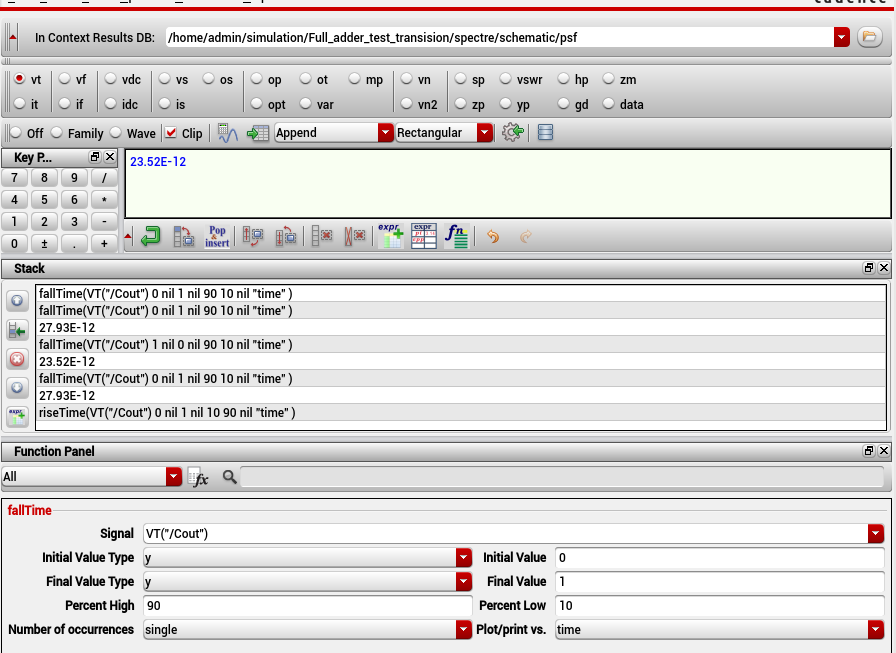 In Context Results DB: /home/admin/simulation/Full_adder_test_transision/spectre/schematic/psf
vt vf vdc vs os op ot mp vn sp vswr hp zm
it if idc is opt var vn2 zp yp gd data
Off Family Wave Clip Append Rectangular
Key P...
23.52E-12
7 8 9 /
4 5 6 *
1 2 3 -
0 ± . +
Pop
&insert
expr
expr
fn
Stack
fallTime(VT("/Cout") 0 nil 1 nil 90 10 nil "time" )
fallTime(VT("/Cout") 0 nil 1 nil 90 10 nil "time" )
27.93E-12
fallTime(VT("/Cout") 1 nil 0 nil 90 10 nil "time" )
23.52E-12
fallTime(VT("/Cout") 0 nil 1 nil 90 10 nil "time" )
27.93E-12
riseTime(VT("/Cout") 0 nil 1 nil 10 90 nil "time" )
expr
Function Panel
All fx
fallTime
Signal VT("/Cout")
Initial Value Type y Initial Value 0
Final Value Type y Final Value 1
Percent High 90 Percent Low 10
Number of occurrences single Plot/print vs. time